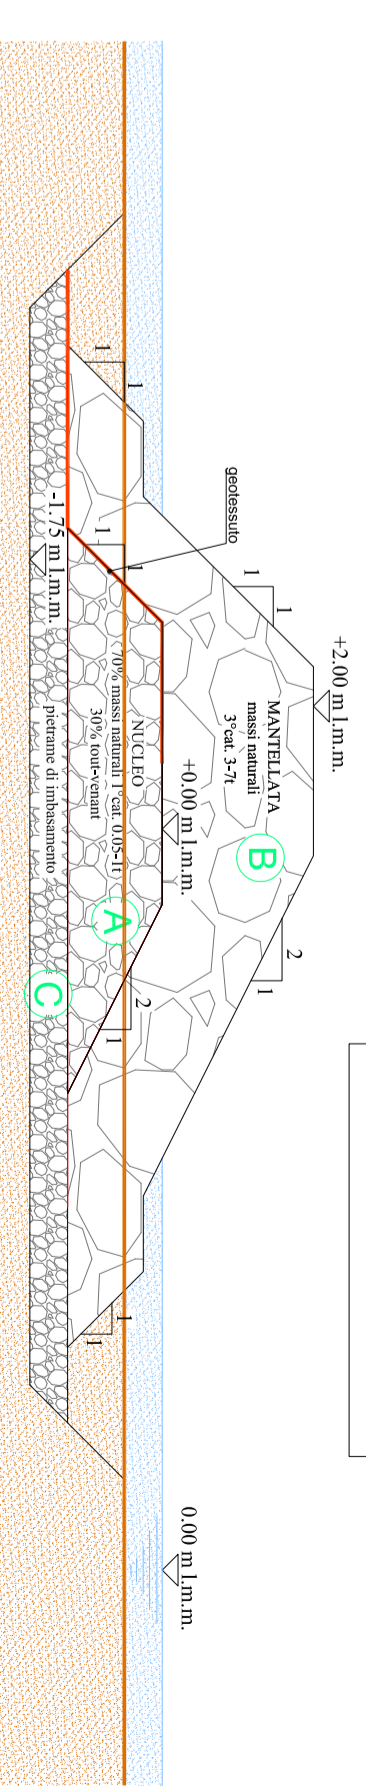 +2.00 m l.m.m.
geotessuto
1
1
MANTELLATA
massi naturali
3°cat. 3-7t
B
2
1
+0.00 m l.m.m.
0.00 m l.m.m.
1
1
1
1
NUCLEO
70% massi naturali 1°cat. 0.05-1t
30% tout-venant
A
2
1
1
1
-1.75 m l.m.m.
pietrame di imbasamento
C